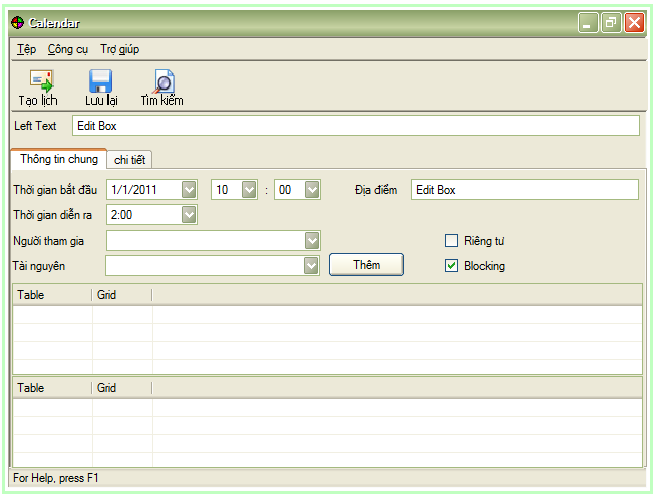 Calendar
Tệp Công cụ Trợ giúp
Tạo lịch Lưu lại Tìm kiếm
Left Text Edit Box
Thông tin chung chi tiết
Thời gian bắt đầu 1/1/2011 10 : 00 Địa điểm Edit Box
Thời gian diễn ra 2:00
Người tham gia Riêng tư
Tài nguyên Thêm Blocking
Table Grid
Table Grid
For Help, press F1